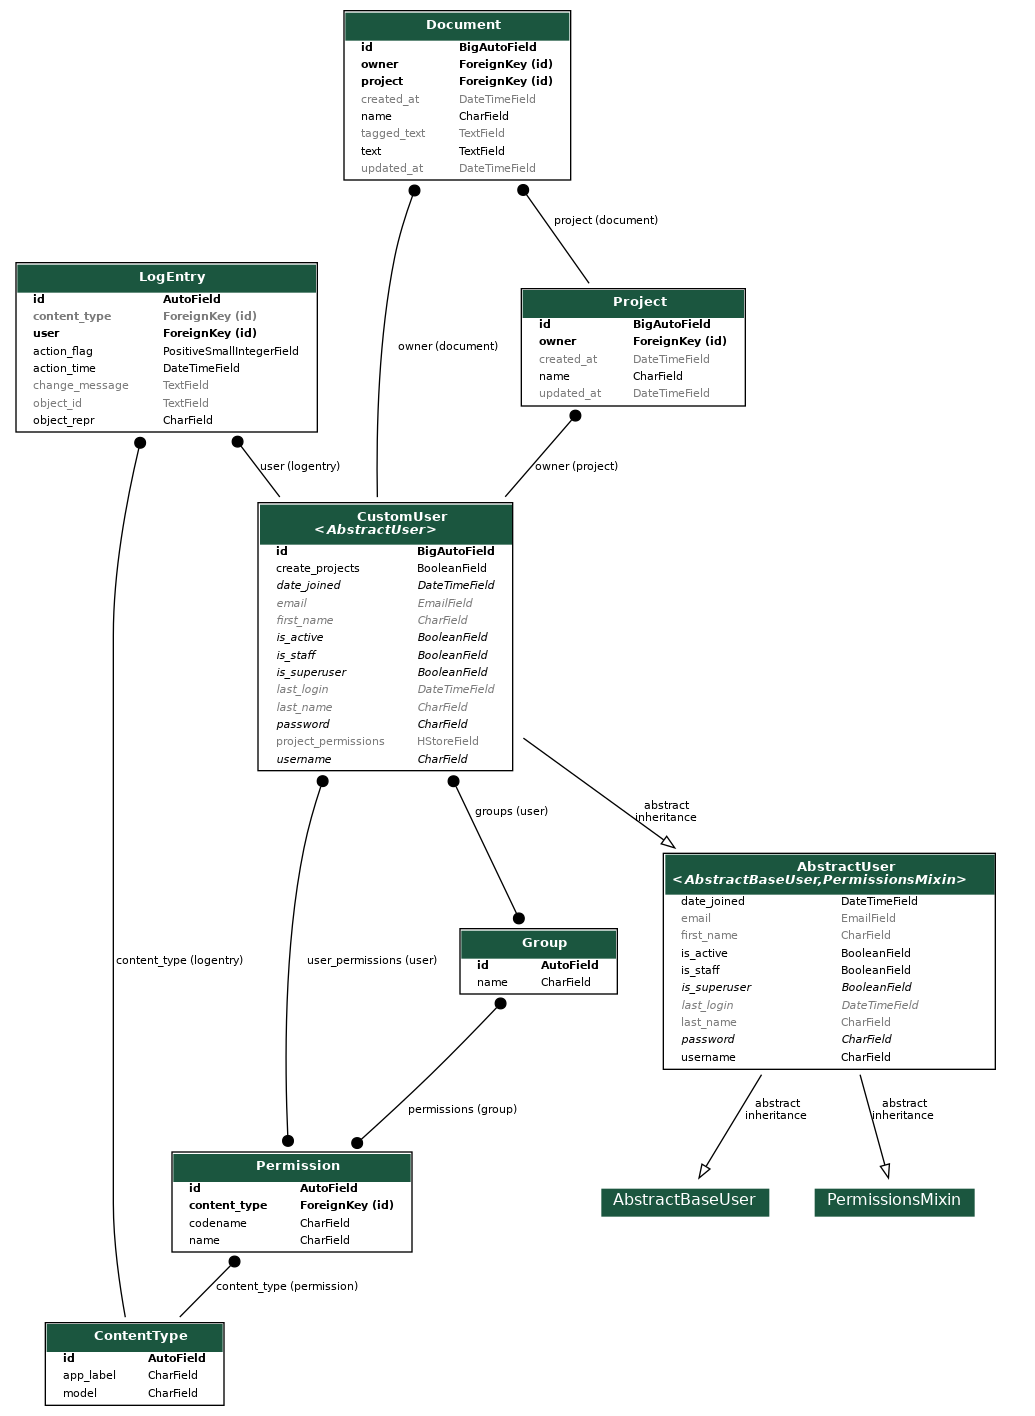 Document
id BigAutoField
owner ForeignKey (id)
project ForeignKey (id)
created_at DateTimeField
name CharField
tagged_text TextField
text TextField
updated_at DateTimeField
project (document)
LogEntry
id AutoField
content_type ForeignKey (id)
user ForeignKey (id)
action_flag PositiveSmallIntegerField
action_time DateTimeField
change_message TextField
object_id TextField
object_repr CharField
owner (document)
Project
id BigAutoField
owner ForeignKey (id)
created_at DateTimeField
name CharField
updated_at DateTimeField
user (logentry)
owner (project)
CustomUser
<AbstractUser>
id BigAutoField
create_projects BooleanField
date_joined DateTimeField
email EmailField
first_name CharField
is_active BooleanField
is_staff BooleanField
is_superuser BooleanField
last_login DateTimeField
last_name CharField
password CharField
project_permissions HStoreField
username CharField
groups (user)
abstract
inheritance
AbstractUser
<AbstractBaseUser,PermissionsMixin>
date_joined DateTimeField
email EmailField
first_name CharField
is_active BooleanField
is_staff BooleanField
is_superuser BooleanField
last_login DateTimeField
last_name CharField
password CharField
username CharField
content_type (logentry)
user_permissions (user)
Group
id AutoField
name CharField
permissions (group)
abstract
inheritance
abstract
inheritance
Permission
id AutoField
content_type ForeignKey (id)
codename CharField
name CharField
AbstractBaseUser
PermissionsMixin
content_type (permission)
ContentType
id AutoField
app_label CharField
model CharField